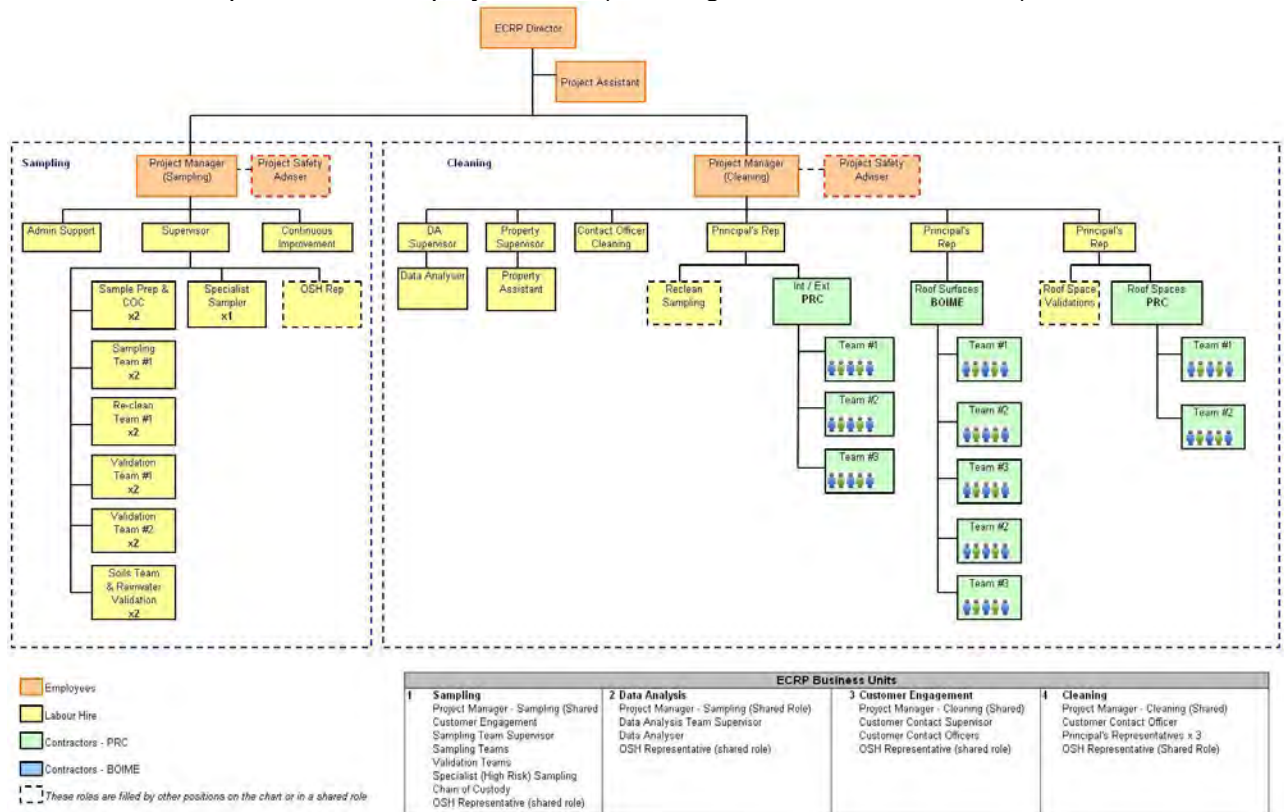 ECRP Director
Project Assistant
Sampling
Project Manager
(Sampling)
Project Safety
Adviser
Cleaning
Project Manager
(Cleaning)
Project Safety
Adviser
Admin Support
Supervisor
Continuous
Improvement
DA
Supervisor
Property
Supervisor
Contact Officer
Cleaning
Principal's Rep
Principal's
Rep
Principal's
Rep
Sample Prep &
COC
x2
Specialist
Sampler
x1
OSH Rep
Data Analyser
Property
Assistant
Reclean
Sampling
Int / Ext
PRC
Roof Surfaces
BOIME
Roof Space
Validations
Roof Spaces
PRC
Sampling
Team #1
x2
Re-clean
Team #1
x2
Validation
Team #1
x2
Validation
Team #2
x2
Soils Team
& Rainwater
Validation
x2
Team #1
Team #2
Team #3
Team #1
Team #2
Team #3
Team #2
Team #3
Team #1
Team #2
Employees
Labour Hire
Contractors - PRC
Contractors - BOIME
These roles are filled by other positions on the chart or in a shared role
ECRP Business Units
1 Sampling
Project Manager - Sampling (Shared
Customer Engagement
Sampling Team Supervisor
Sampling Teams
Validation Teams
Specialist (High Risk) Sampling
Chain of Custody
OSH Representative (shared role)
2 Data Analysis
Project Manager - Sampling (Shared Role)
Data Analysis Team Supervisor
Data Analyser
OSH Representative (shared role)
3 Customer Engagement
Project Manager - Cleaning (Shared)
Customer Contact Supervisor
Customer Contact Officers
OSH Representative (shared role)
4 Cleaning
Project Manager - Cleaning (Shared)
Customer Contact Officer
Principal's Representatives x 3
OSH Representative (Shared Role)